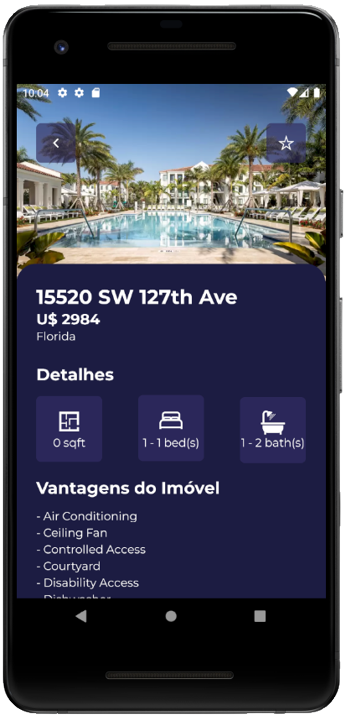 10:04
15520 SW 127th Ave
U$ 2984
Florida
Detalhes
0 sqft
1 - 1 bed(s)
1 - 2 bath(s)
Vantagens do Imóvel
- Air Conditioning
- Ceiling Fan
- Controlled Access
- Courtyard
- Disability Access
- Dishwasher